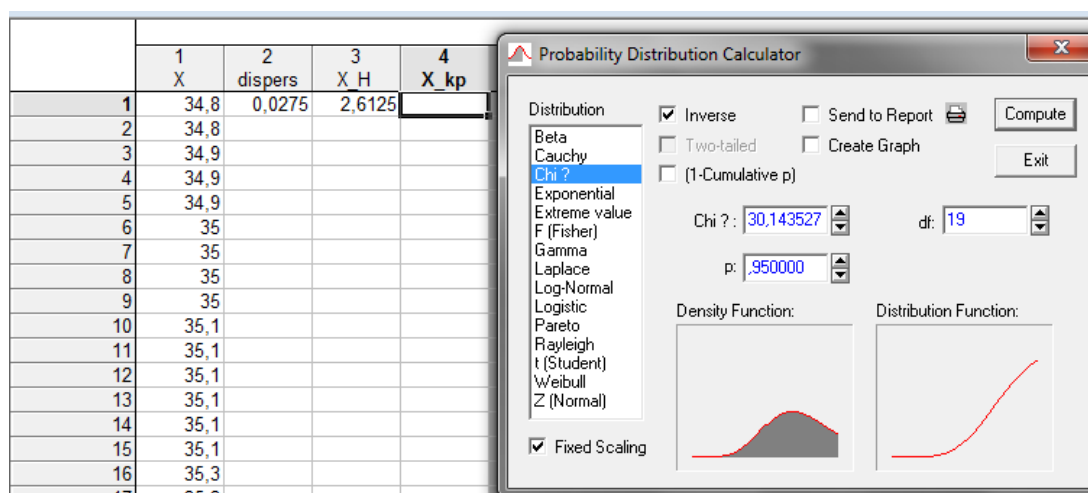 1 2 3 4
X dispers X_H X_kp
1 34,8 0,0275 2,6125
2 34,8
3 34,9
4 34,9
5 34,9
6 35
7 35
8 35
9 35
10 35,1
11 35,1
12 35,1
13 35,1
14 35,1
15 35,1
16 35,3
Probability Distribution Calculator
X
Distribution
Beta
Cauchy
Chi ?
Exponential
Extreme value
F (Fisher)
Gamma
Laplace
Log-Normal
Logistic
Pareto
Rayleigh
t (Student)
Weibull
Z (Normal)
Fixed Scaling
Inverse
Two-tailed
(1-Cumulative p)
Send to Report
Create Graph
Compute
Exit
Chi ? : 30,143527
df: 19
p: ,950000
Density Function:
Distribution Function: